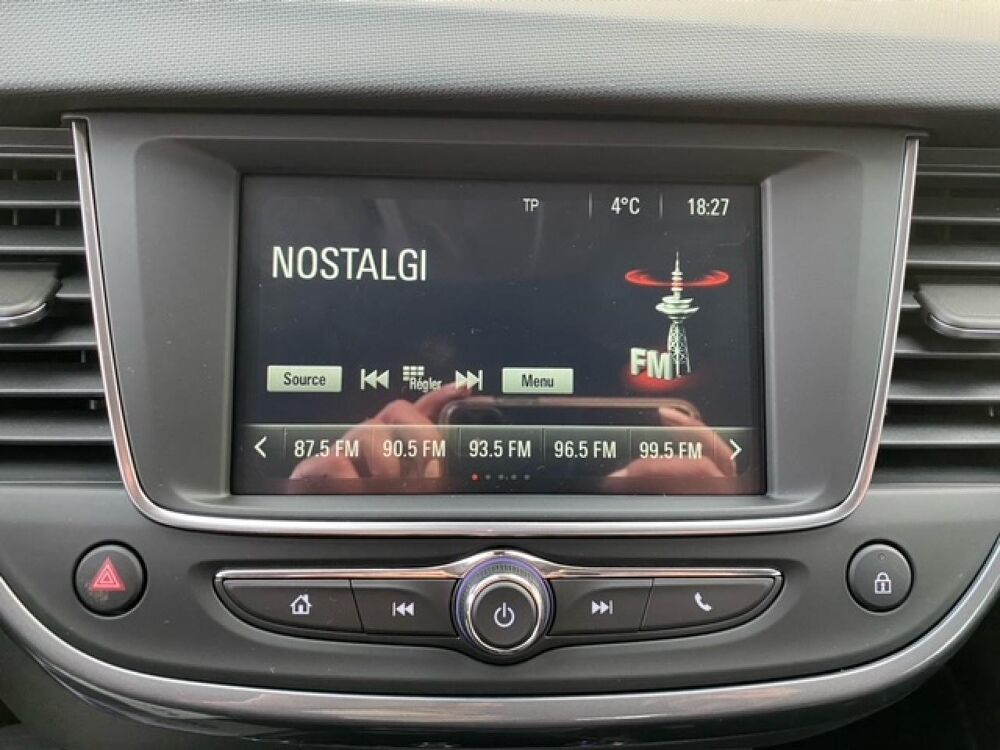 TP 4°C 18:27
NOSTALGI
FM
Source Régler Menu
87.5 FM 90.5 FM 93.5 FM 96.5 FM 99.5 FM